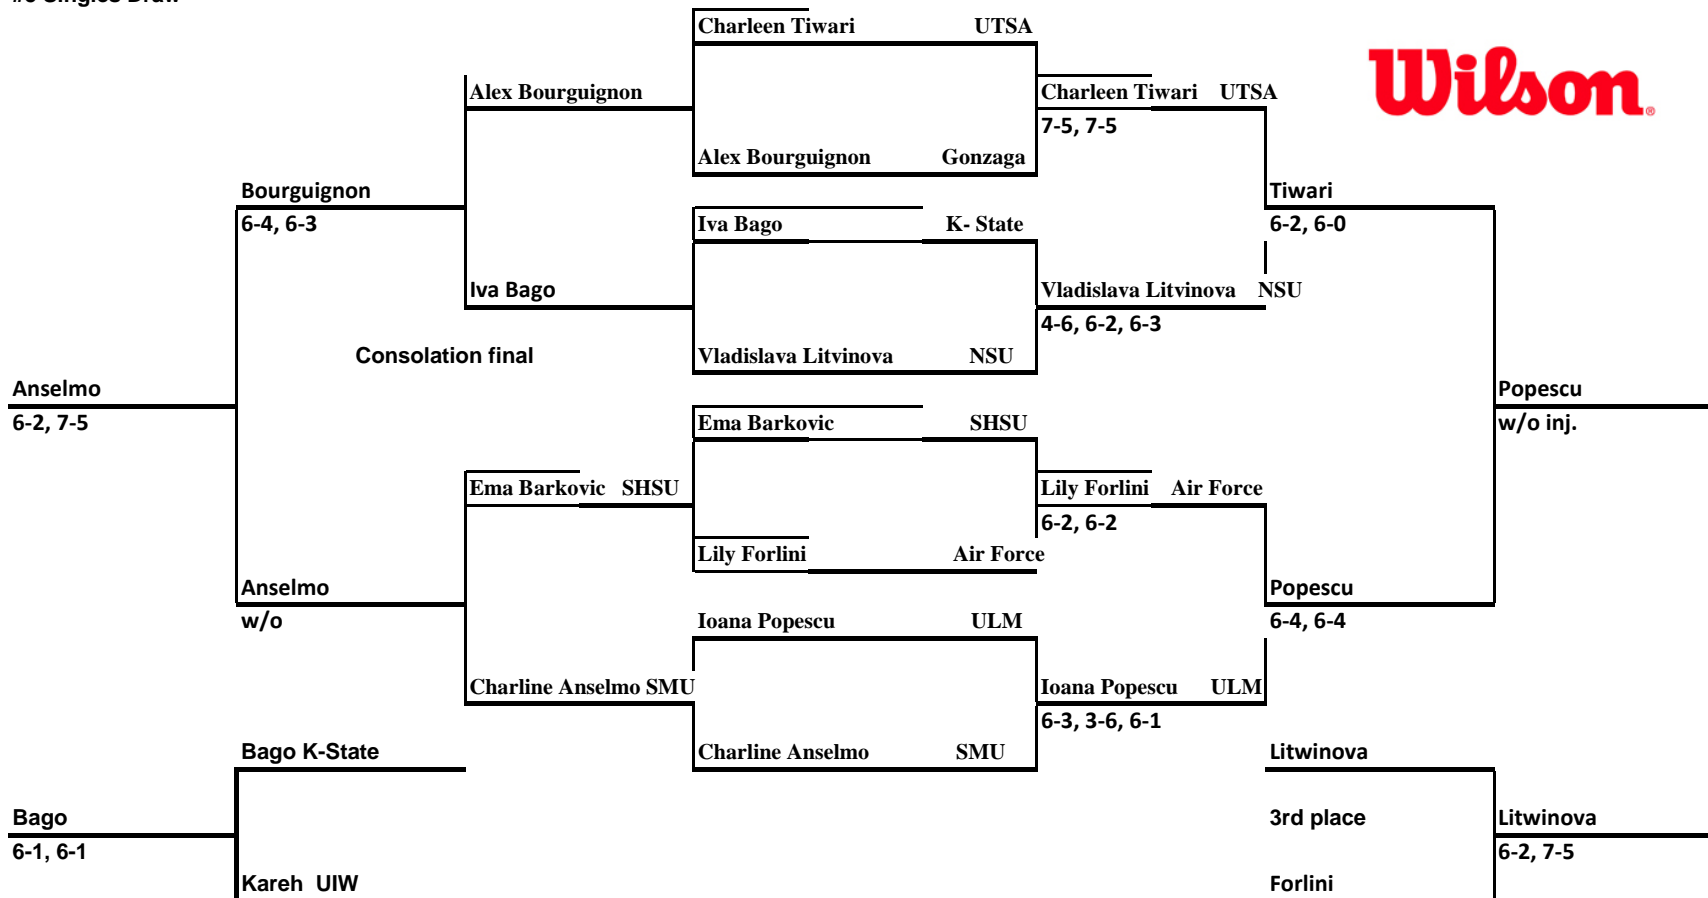 Charleen Tiwari UTSA
Alex Bourguignon Charleen Tiwari UTSA
Wilson®
7-5, 7-5
Alex Bourguignon Gonzaga
Bourguignon Tiwari
6-4, 6-3 Iva Bago K- State 6-2, 6-0
Iva Bago Vladislava Litvinova NSU
4-6, 6-2, 6-3
Consolation final Vladislava Litvinova NSU
Anselmo Popescu
6-2, 7-5 Ema Barkovic SHSU w/o inj.
Ema Barkovic SHSU Lily Forlini Air Force
6-2, 6-2
Lily Forlini Air Force
Anselmo Popescu
w/o Ioana Popescu ULM 6-4, 6-4
Charline Anselmo SMU Ioana Popescu ULM
6-3, 3-6, 6-1
Bago K-State Charline Anselmo SMU Litwinova
Bago 3rd place Litwinova
6-1, 6-1 6-2, 7-5
Kareh UIW Forlini